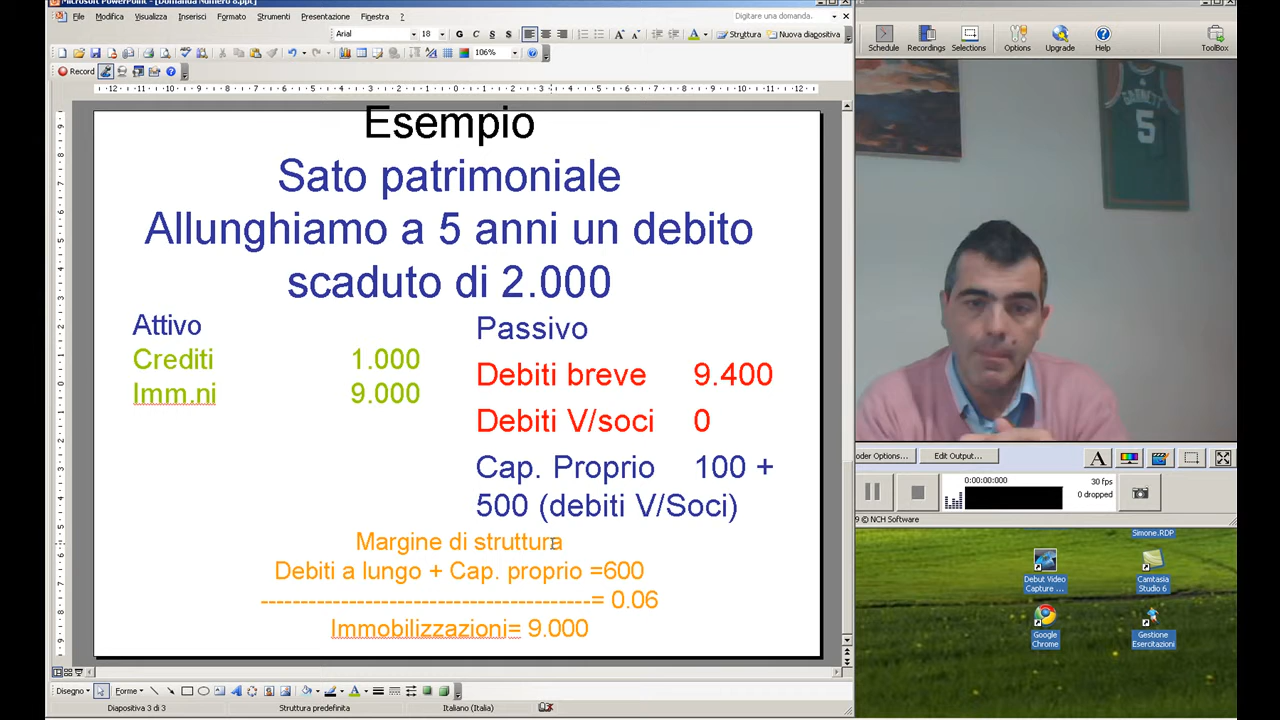 Microsoft PowerPoint - [Domanda Numero 8.ppt]
File Modifica Visualizza Inserisci Formato Strumenti Presentazione Finestra ?
Digitare una domanda.
Arial 18 G C S S Struttura Nuova diapositiva
106%
Record
Schedule Recordings Selections Options Upgrade Help ToolBox
GARNETT
5
Esempio
Sato patrimoniale
Allunghiamo a 5 anni un debito
scaduto di 2.000
Attivo
Crediti 1.000
Imm.ni 9.000
Passivo
Debiti breve 9.400
Debiti V/soci 0
Cap. Proprio 100 +
500 (debiti V/Soci)
Margine di struttura
Debiti a lungo + Cap. proprio =600
-----------------------------------------= 0.06
Immobilizzazioni= 9.000
oder Options... Edit Output...
A
0:00:00:000 30 fps
0 dropped
9 © NCH Software
Simone.RDP
Debut Video
Capture ...
Camtasia
Studio 6
Google
Chrome
Gestione
Esercitazioni
Disegno Forme
Diapositiva 3 di 3 Struttura predefinita Italiano (Italia)